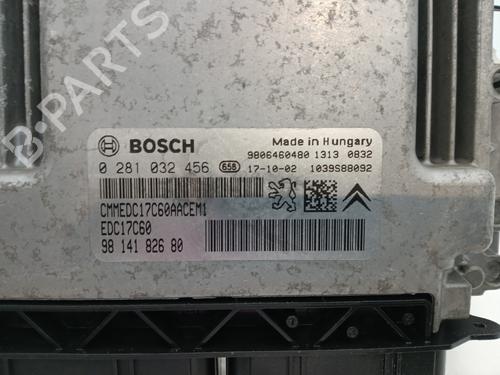 B-Parts
BOSCH
Made in Hungary
9806460480 1313 0832
0 281 032 456 658 17-10-02 1039S88092
CMMEDC17C60AACEM1
EDC17C60
98 141 826 80